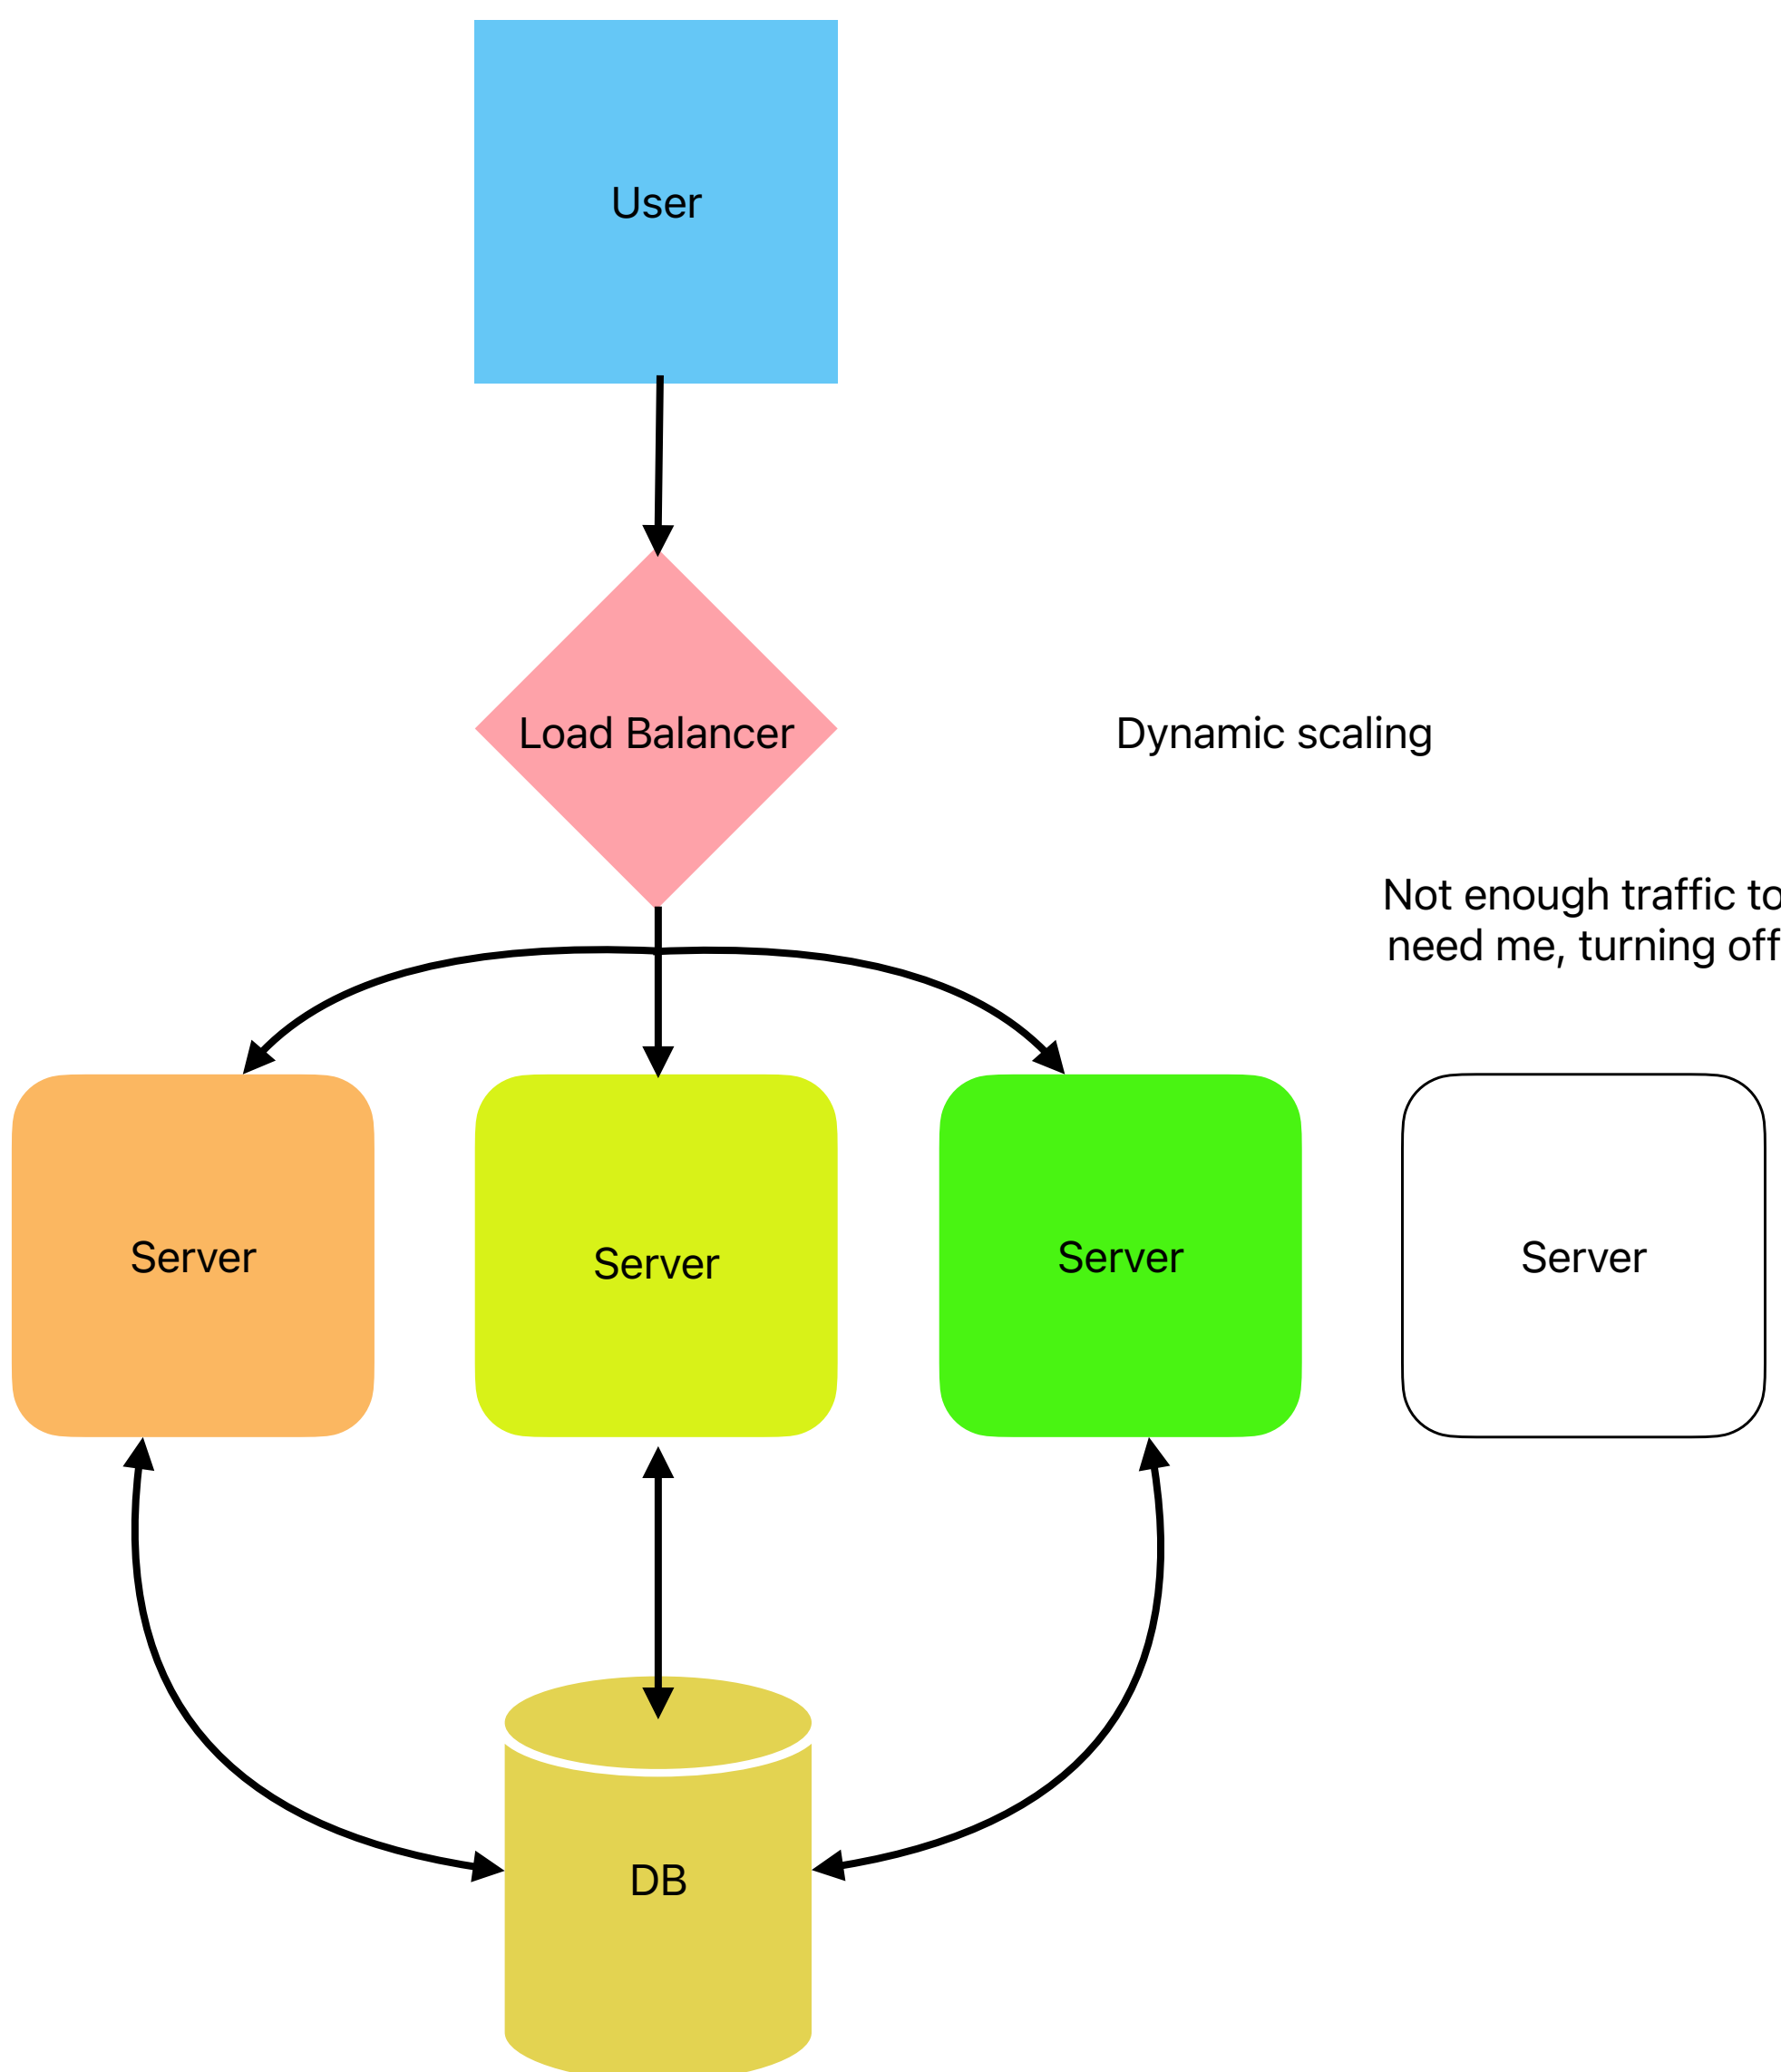 User
Load Balancer
Dynamic scaling
Not enough traffic to
need me, turning off
Server
Server
Server
Server
DB